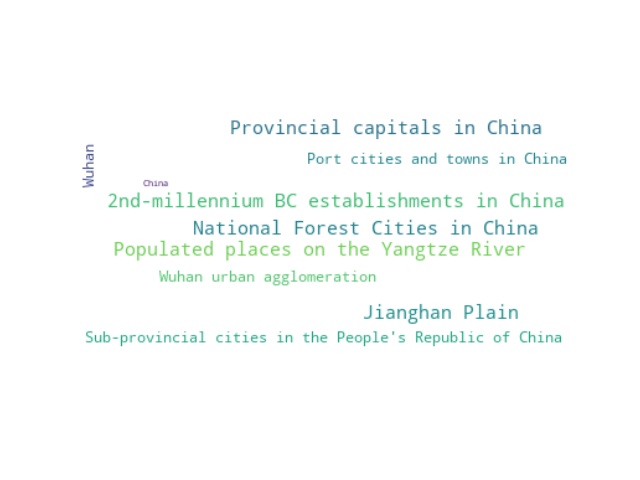 Provincial capitals in China
Wuhan
Port cities and towns in China
China
2nd-millennium BC establishments in China
National Forest Cities in China
Populated places on the Yangtze River
Wuhan urban agglomeration
Jianghan Plain
Sub-provincial cities in the People's Republic of China